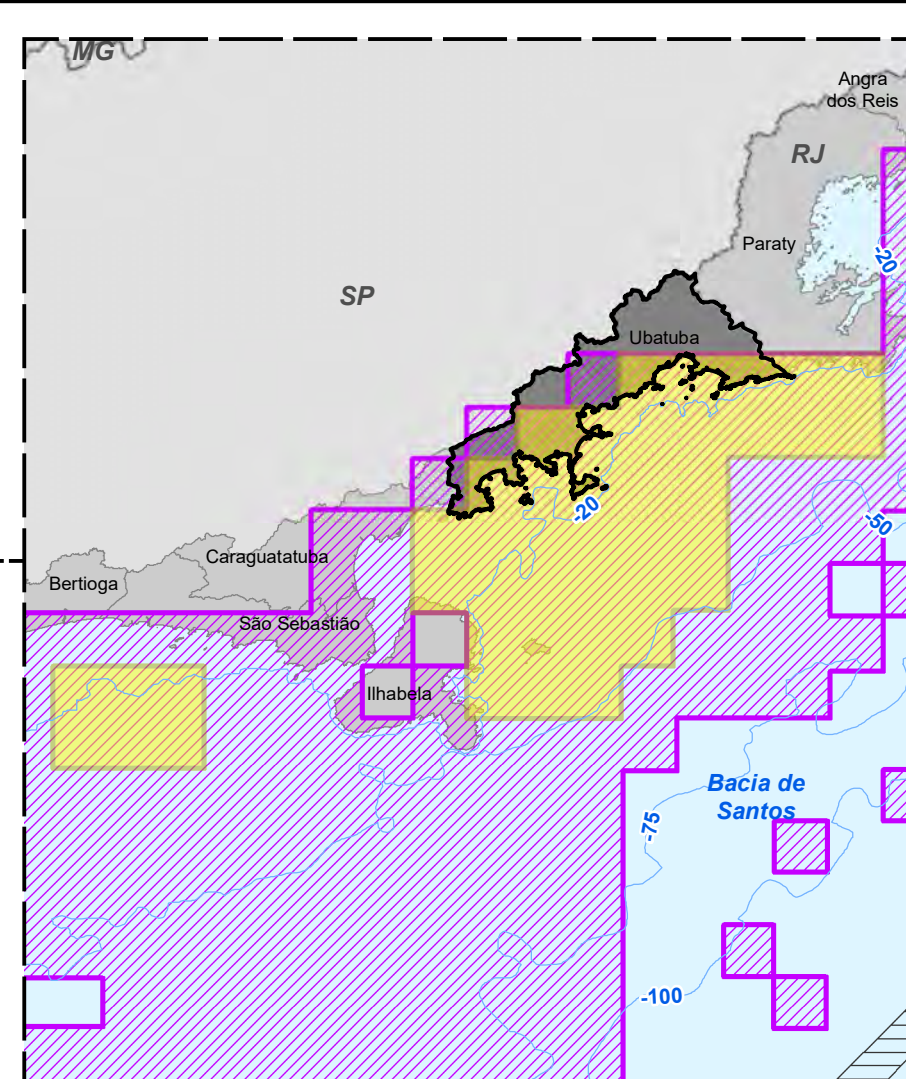 MG
Angra
dos Reis
RJ
Paraty
-20
SP
Ubatuba
-20
-50
Caraguatatuba
Bertioga
São Sebastião
Ilhabela
Bacia de
Santos
-75
-100